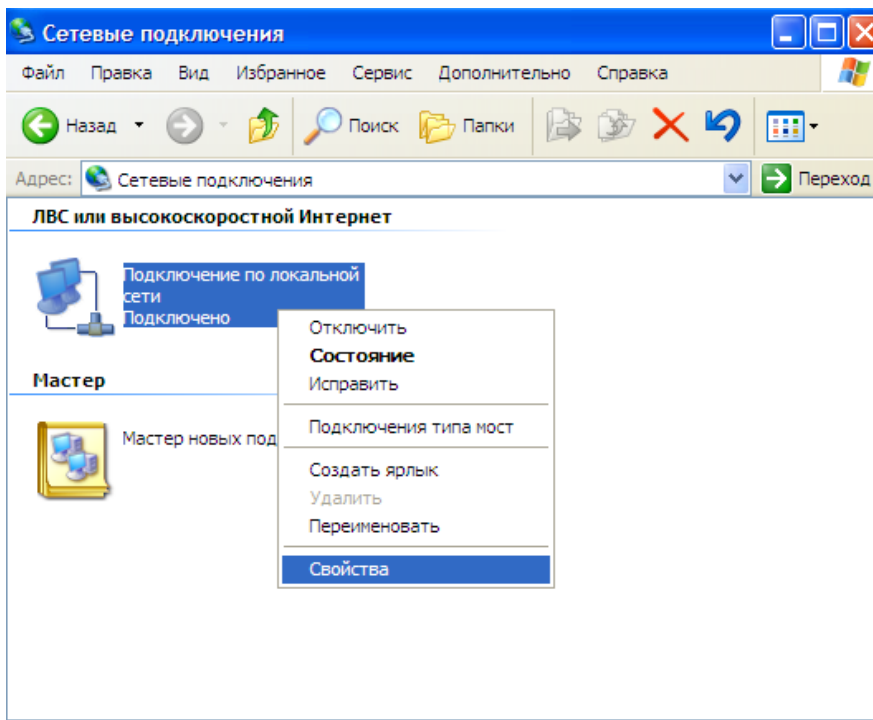 Сетевые подключения
Файл Правка Вид Избранное Сервис Дополнительно Справка
Назад Поиск Папки
Адрес: Сетевые подключения Переход
ЛВС или высокоскоростной Интернет
Подключение по локальной
сети
Подключено
Отключить
Состояние
Исправить
Подключения типа мост
Создать ярлык
Удалить
Переименовать
Свойства
Мастер
Мастер новых под